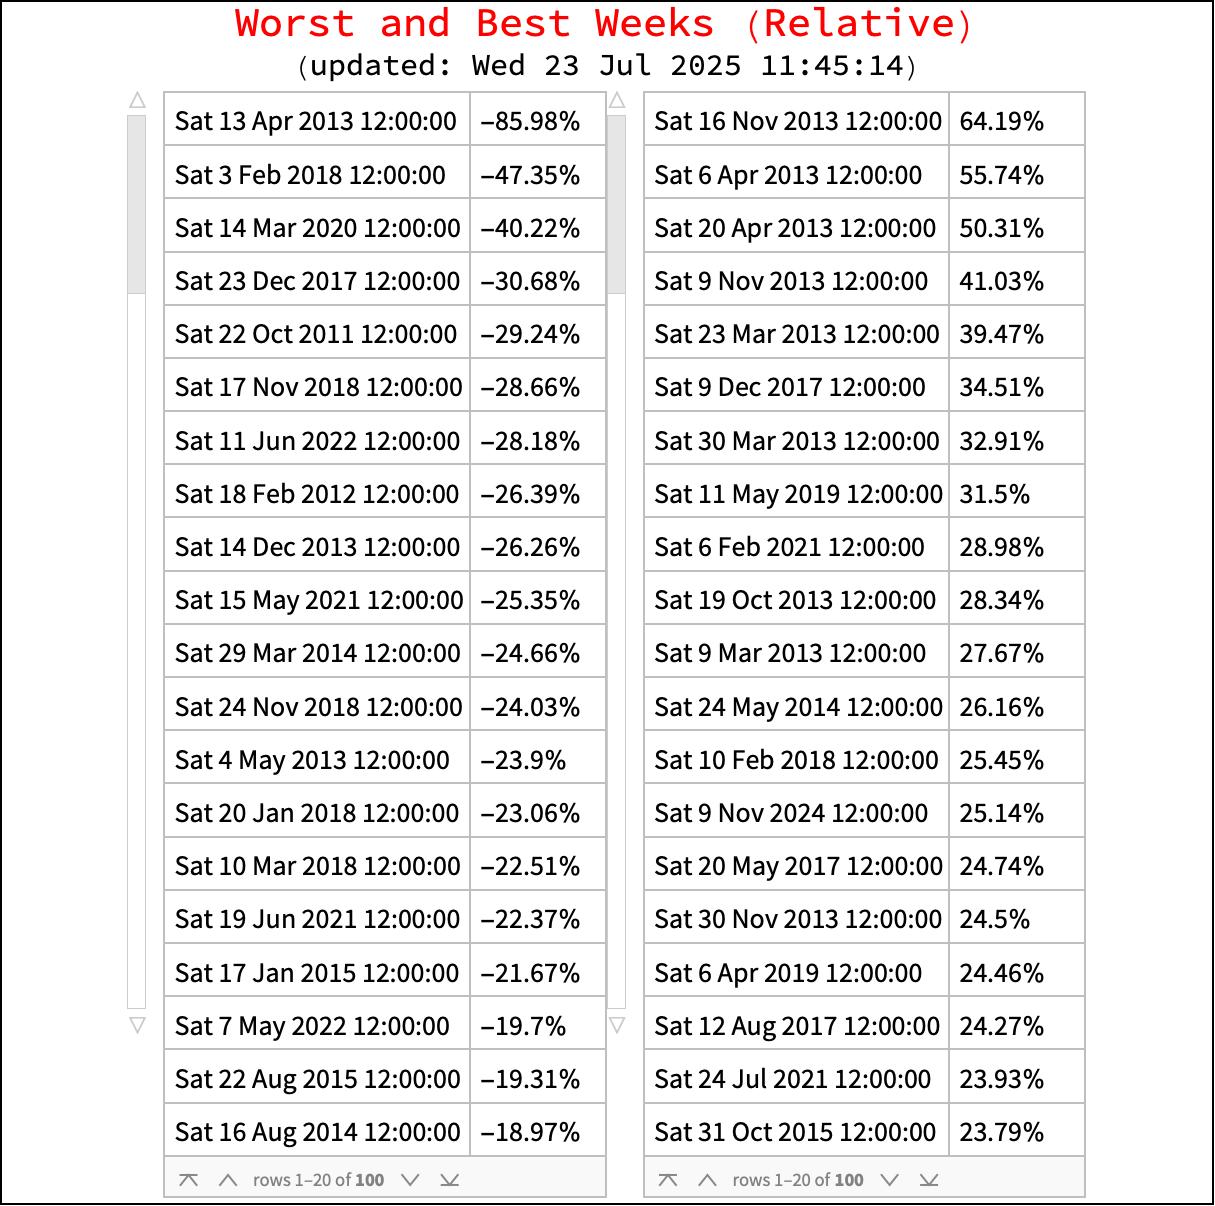 Worst and Best Weeks (Relative)
(updated: Wed 23 Jul 2025 11:45:14)
Sat 13 Apr 2013 12:00:00 –85.98% Sat 16 Nov 2013 12:00:00 64.19%
Sat 3 Feb 2018 12:00:00 –47.35% Sat 6 Apr 2013 12:00:00 55.74%
Sat 14 Mar 2020 12:00:00 –40.22% Sat 20 Apr 2013 12:00:00 50.31%
Sat 23 Dec 2017 12:00:00 –30.68% Sat 9 Nov 2013 12:00:00 41.03%
Sat 22 Oct 2011 12:00:00 –29.24% Sat 23 Mar 2013 12:00:00 39.47%
Sat 17 Nov 2018 12:00:00 –28.66% Sat 9 Dec 2017 12:00:00 34.51%
Sat 11 Jun 2022 12:00:00 –28.18% Sat 30 Mar 2013 12:00:00 32.91%
Sat 18 Feb 2012 12:00:00 –26.39% Sat 11 May 2019 12:00:00 31.5%
Sat 14 Dec 2013 12:00:00 –26.26% Sat 6 Feb 2021 12:00:00 28.98%
Sat 15 May 2021 12:00:00 –25.35% Sat 19 Oct 2013 12:00:00 28.34%
Sat 29 Mar 2014 12:00:00 –24.66% Sat 9 Mar 2013 12:00:00 27.67%
Sat 24 Nov 2018 12:00:00 –24.03% Sat 24 May 2014 12:00:00 26.16%
Sat 4 May 2013 12:00:00 –23.9% Sat 10 Feb 2018 12:00:00 25.45%
Sat 20 Jan 2018 12:00:00 –23.06% Sat 9 Nov 2024 12:00:00 25.14%
Sat 10 Mar 2018 12:00:00 –22.51% Sat 20 May 2017 12:00:00 24.74%
Sat 19 Jun 2021 12:00:00 –22.37% Sat 30 Nov 2013 12:00:00 24.5%
Sat 17 Jan 2015 12:00:00 –21.67% Sat 6 Apr 2019 12:00:00 24.46%
Sat 7 May 2022 12:00:00 –19.7% Sat 12 Aug 2017 12:00:00 24.27%
Sat 22 Aug 2015 12:00:00 –19.31% Sat 24 Jul 2021 12:00:00 23.93%
Sat 16 Aug 2014 12:00:00 –18.97% Sat 31 Oct 2015 12:00:00 23.79%
rows 1–20 of 100 rows 1–20 of 100